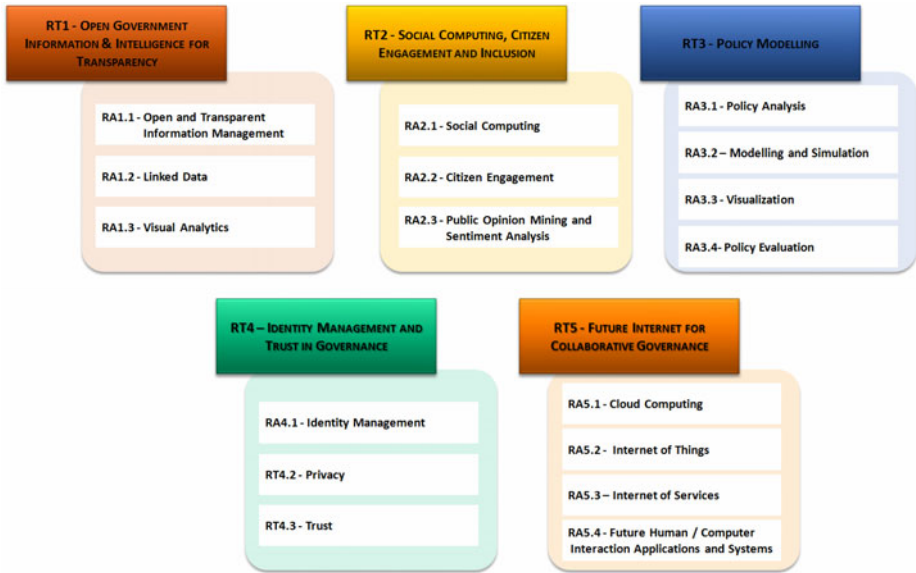 RT1 - OPEN GOVERNMENT
INFORMATION & INTELLIGENCE FOR
TRANSPARENCY
RA1.1 - Open and Transparent
Information Management
RA1.2 - Linked Data
RA1.3 - Visual Analytics
RT2 - SOCIAL COMPUTING, CITIZEN
ENGAGEMENT AND INCLUSION
RA2.1 - Social Computing
RA2.2 - Citizen Engagement
RA2.3 - Public Opinion Mining and
Sentiment Analysis
RT3 - POLICY MODELLING
RA3.1 - Policy Analysis
RA3.2 – Modelling and Simulation
RA3.3 - Visualization
RA3.4- Policy Evaluation
RT4 – IDENTITY MANAGEMENT AND
TRUST IN GOVERNANCE
RA4.1 - Identity Management
RT4.2 - Privacy
RT4.3 - Trust
RT5 - FUTURE INTERNET FOR
COLLABORATIVE GOVERNANCE
RA5.1 - Cloud Computing
RA5.2 - Internet of Things
RA5.3 – Internet of Services
RA5.4 - Future Human / Computer
Interaction Applications and Systems